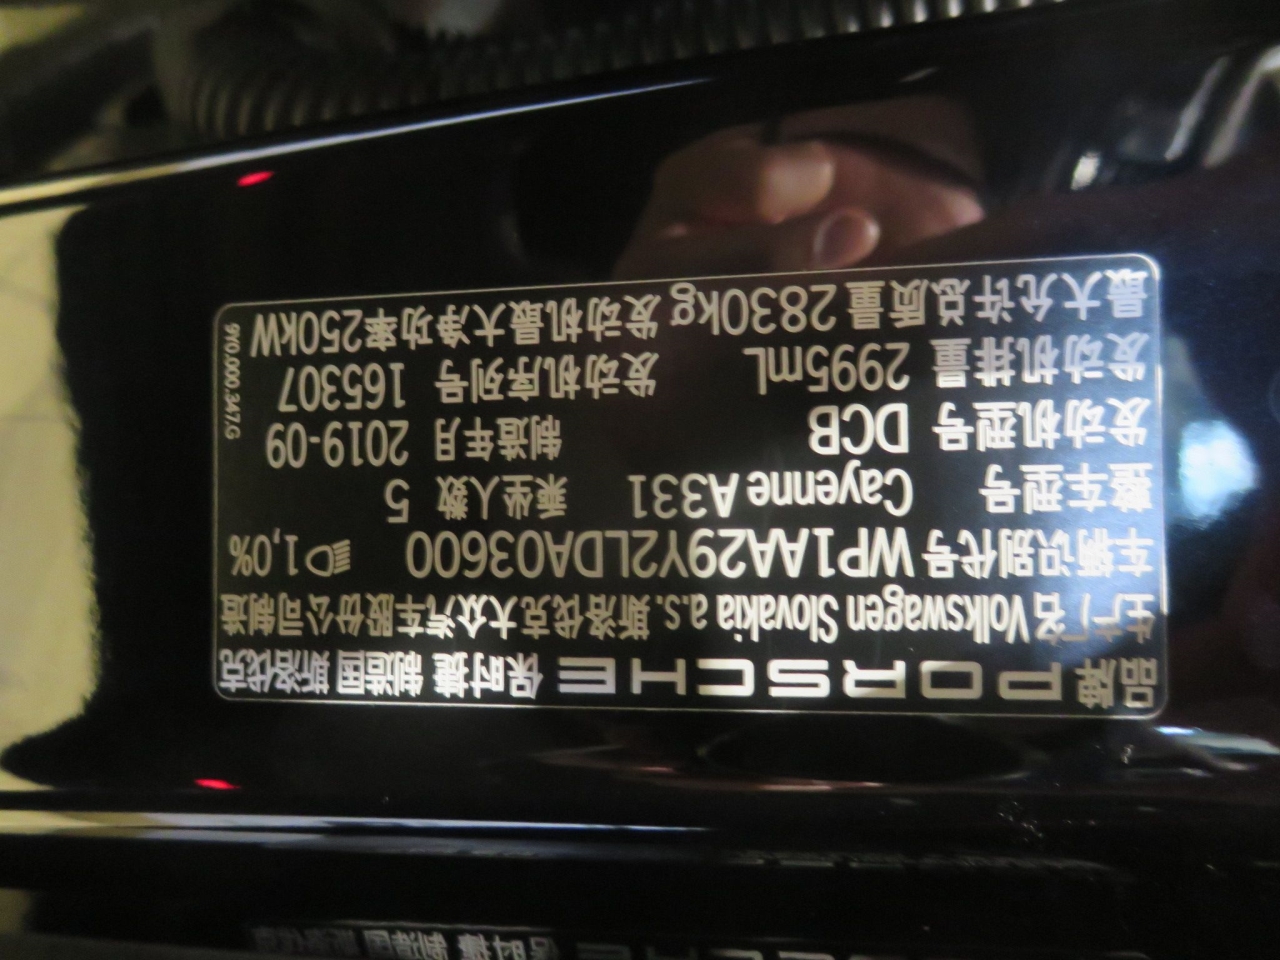 品牌 PORSCHE 保时捷 制造国斯洛伐克
生产厂名 Volkswagen Slovakia a.s. 斯洛伐克大众汽车股份公司制造
车辆识别代号 WP1AA29Y2LDA03600 1,0%
整车型号 Cayenne A331 乘坐人数 5
发动机型号 DCB 制造年月 2019-09
发动机排量 2995mL 发动机序列号 165307
最大允许总质量 2830kg 发动机最大净功率 250kW
9Y0.000.347.G